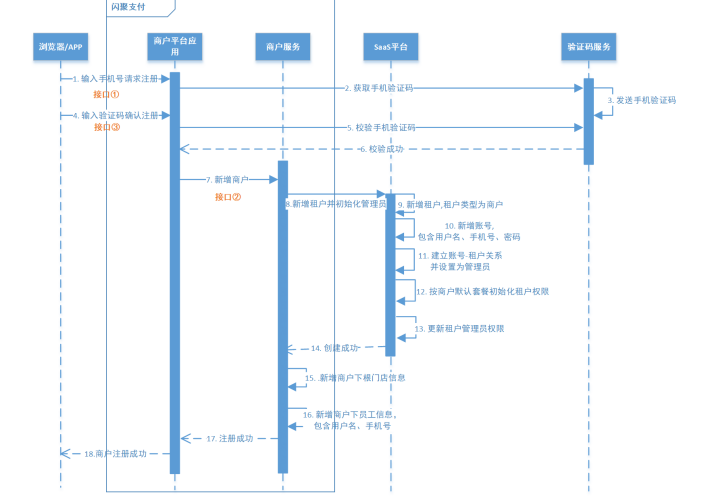 闪聚支付
浏览器/APP
商户平台应
用
商户服务
SaaS平台
验证码服务
1. 输入手机号请求注册
接口①
2. 获取手机验证码
3. 发送手机验证码
4. 输入验证码确认注册
接口③
5. 校验手机验证码
6. 校验成功
7. 新增商户
接口②
8.新增租户并初始化管理员
9. 新增租户,租户类型为商户
10. 新增账号,
包含用户名、手机号、密码
11. 建立账号-租户关系
并设置为管理员
12. 按商户默认套餐初始化租户权限
13. 更新租户管理员权限
14. 创建成功
15. .新增商户下根门店信息
16. 新增商户下员工信息，
包含用户名、手机号
17. 注册成功
18.商户注册成功